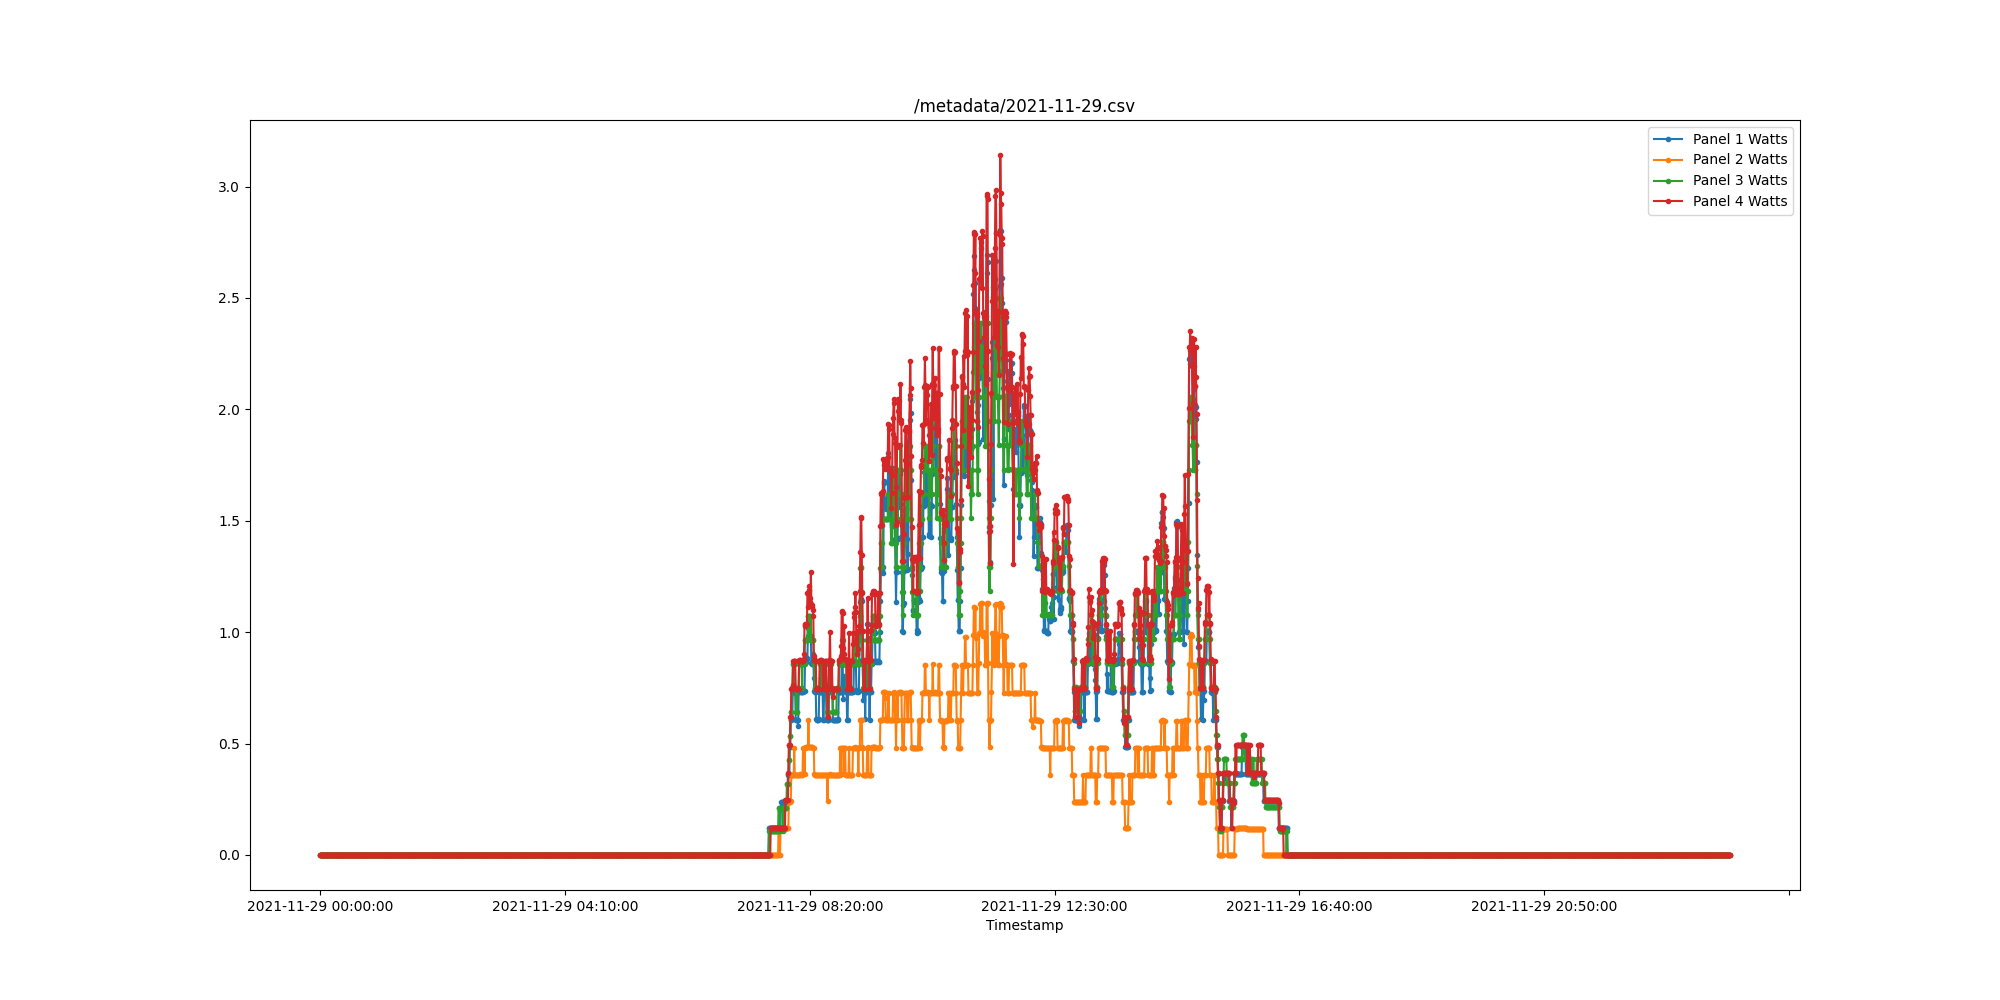 /metadata/2021-11-29.csv
Panel 1 Watts
Panel 2 Watts
Panel 3 Watts
Panel 4 Watts
3.0
2.5
2.0
1.5
1.0
0.5
0.0
2021-11-29 00:00:00 2021-11-29 04:10:00 2021-11-29 08:20:00 2021-11-29 12:30:00 2021-11-29 16:40:00 2021-11-29 20:50:00
Timestamp